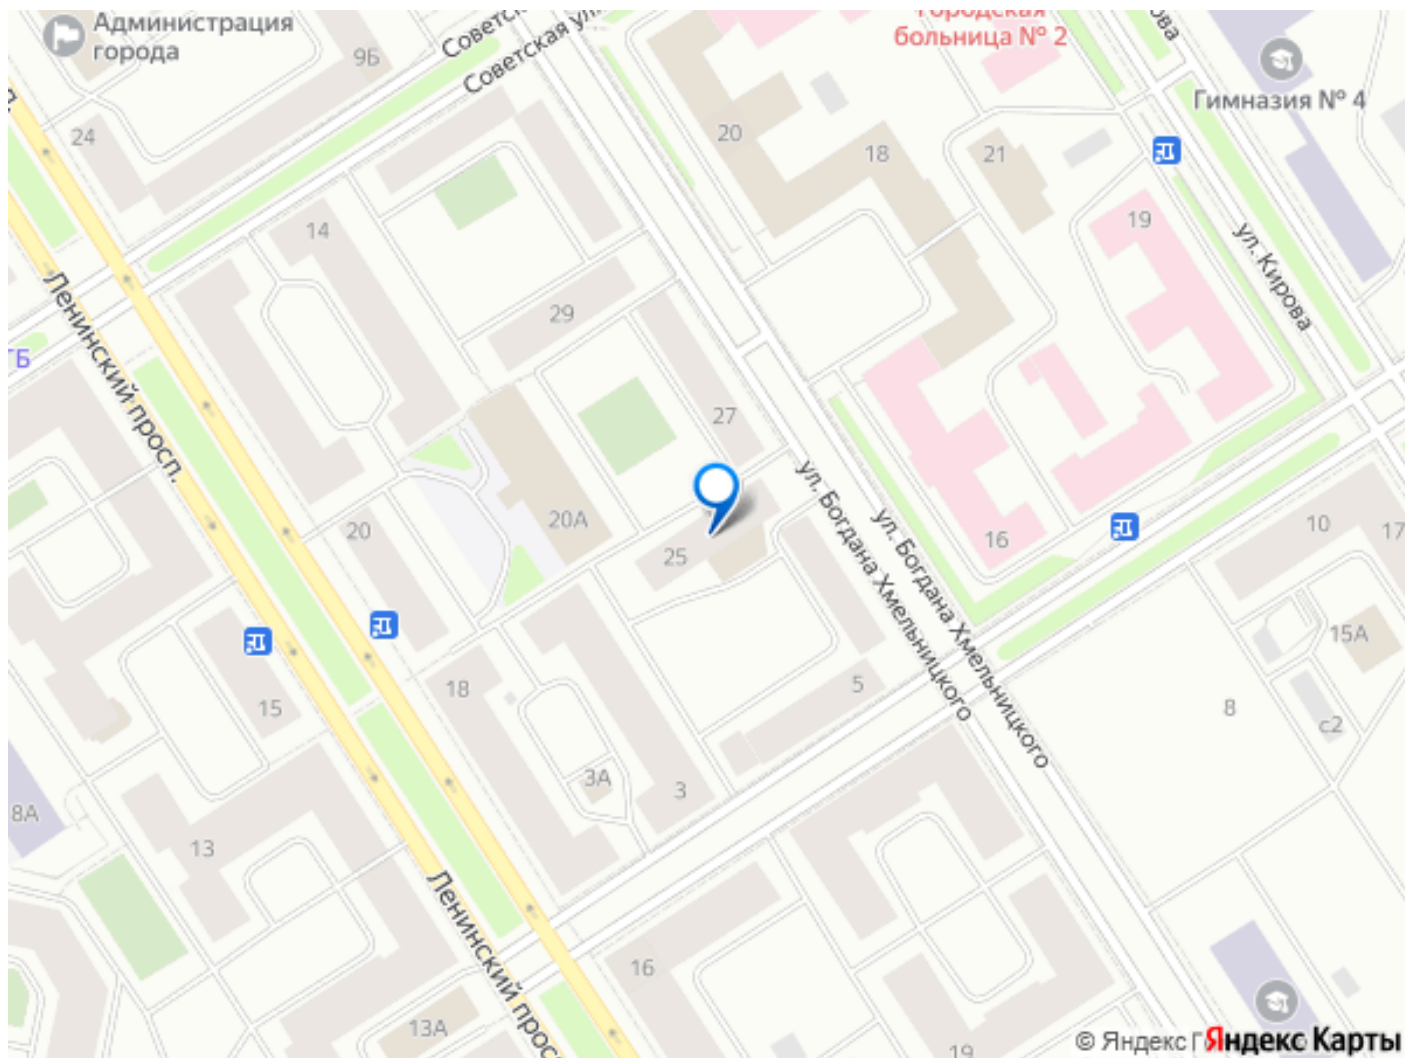 Администрация
города
9Б
24
Советская ул.
Городская
больница № 2
Гимназия № 4
20
18
21
19
14
ул. Кирова
29
Ленинский просп.
27
20
20А
25
ул. Богдана Хмельницкого
ул. Богдана Хмельницкого
16
10
17
15А
18
5
15
8
с2
3А
3
8А
13
Ленинский просп.
16
13А
19
© Яндекс
Яндекс Карты